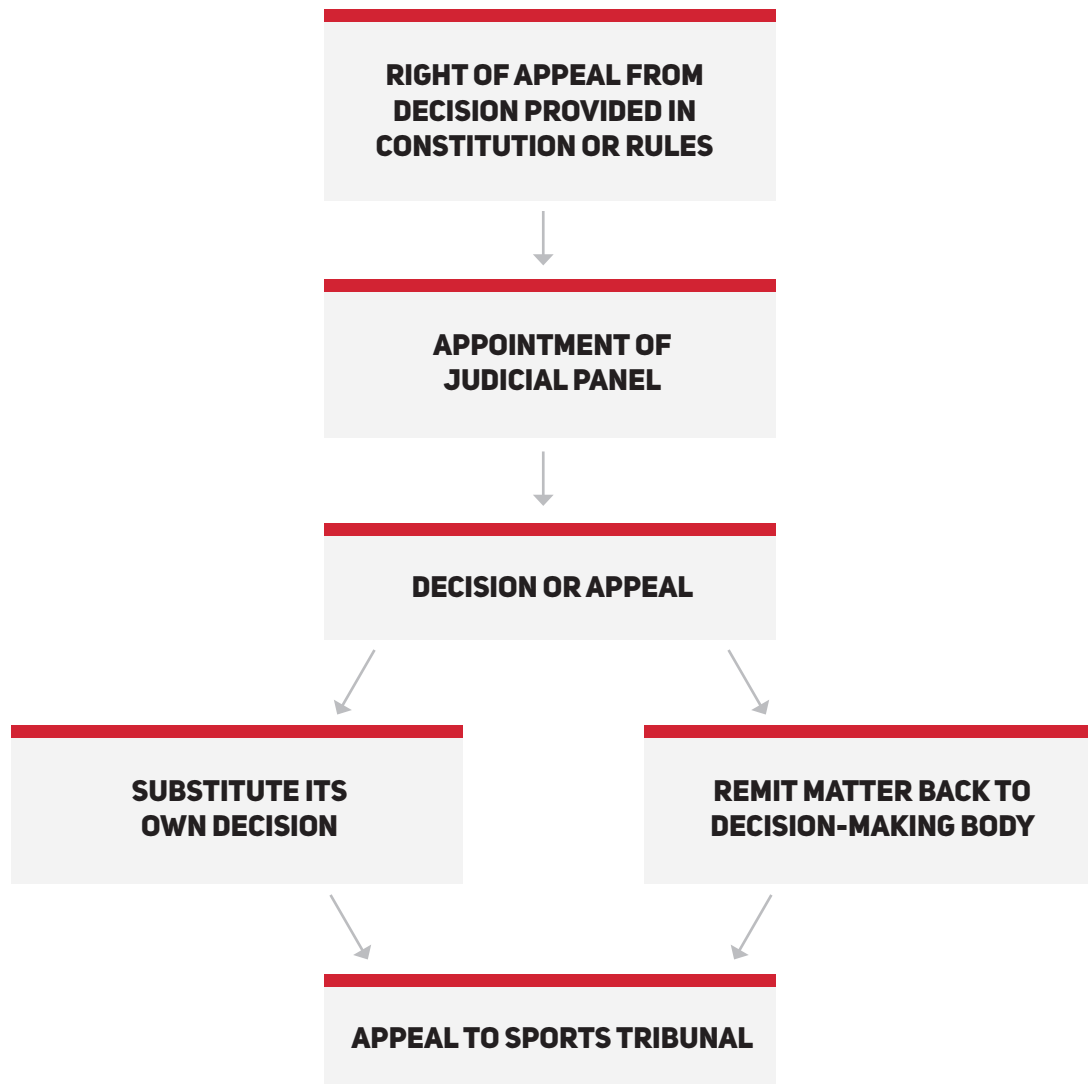 RIGHT OF APPEAL FROM
DECISION PROVIDED IN
CONSTITUTION OR RULES
APPOINTMENT OF
JUDICIAL PANEL
DECISION OR APPEAL
SUBSTITUTE ITS
OWN DECISION
REMIT MATTER BACK TO
DECISION-MAKING BODY
APPEAL TO SPORTS TRIBUNAL